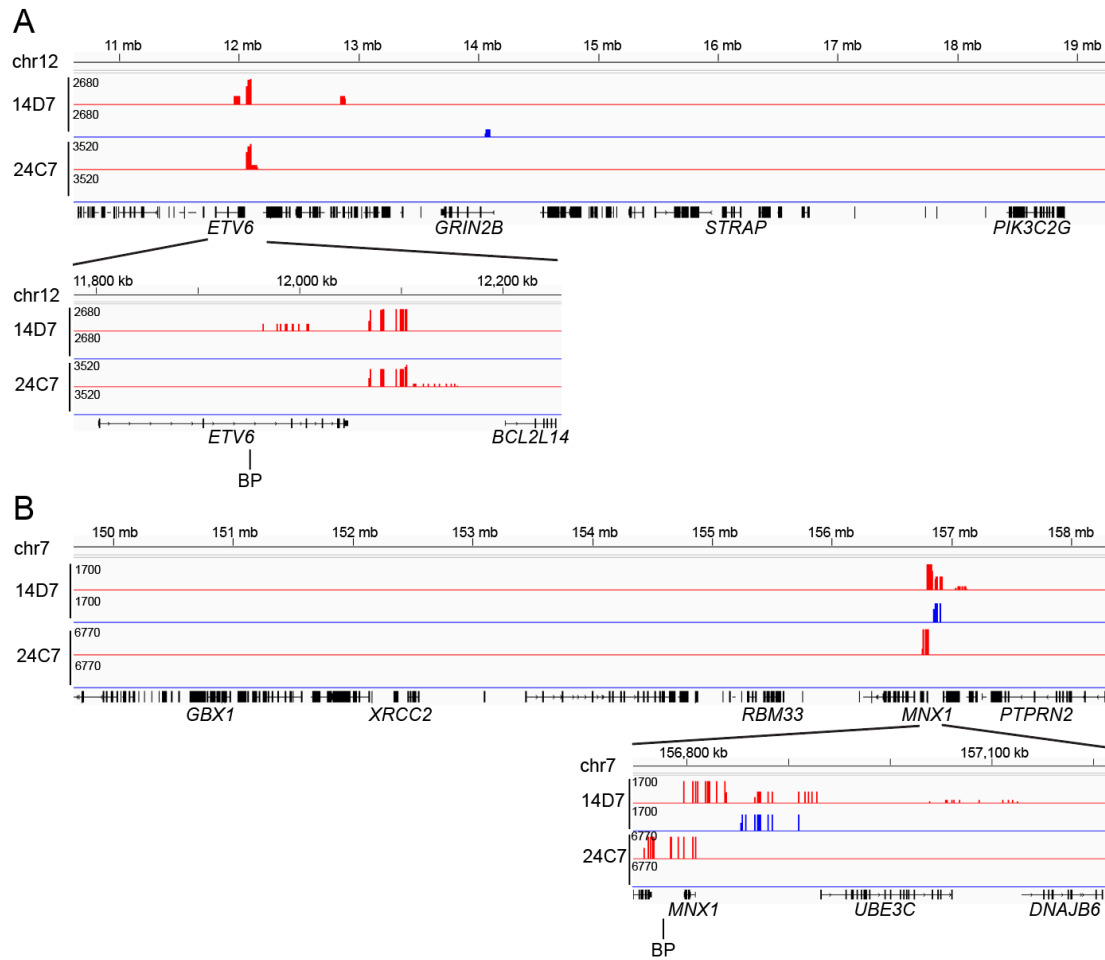 A
11 mb 12 mb 13 mb 14 mb 15 mb 16 mb 17 mb 18 mb 19 mb
chr12
2680
14D7
2680
3520
24C7
3520
ETV6 GRIN2B STRAP PIK3C2G
11,800 kb 12,000 kb 12,200 kb
chr12
2680
14D7
2680
3520
24C7
3520
ETV6 BCL2L14
BP
B
150 mb 151 mb 152 mb 153 mb 154 mb 155 mb 156 mb 157 mb 158 mb
chr7
1700
14D7
1700
6770
24C7
6770
GBX1 XRCC2 RBM33 MNX1 PTPRN2
156,800 kb 157,100 kb
chr7
1700
14D7
1700
6770
24C7
6770
MNX1 UBE3C DNAJB6
BP